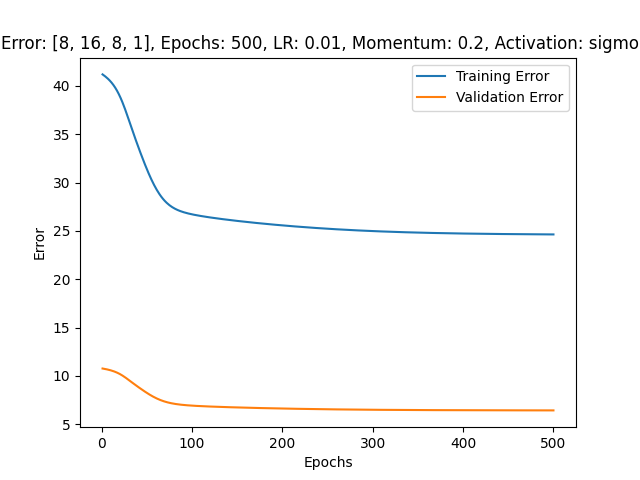 Error: [8, 16, 8, 1], Epochs: 500, LR: 0.01, Momentum: 0.2, Activation: sigmo
Training Error
Validation Error
40
35
30
25
20
15
10
5
Error
0 100 200 300 400 500
Epochs